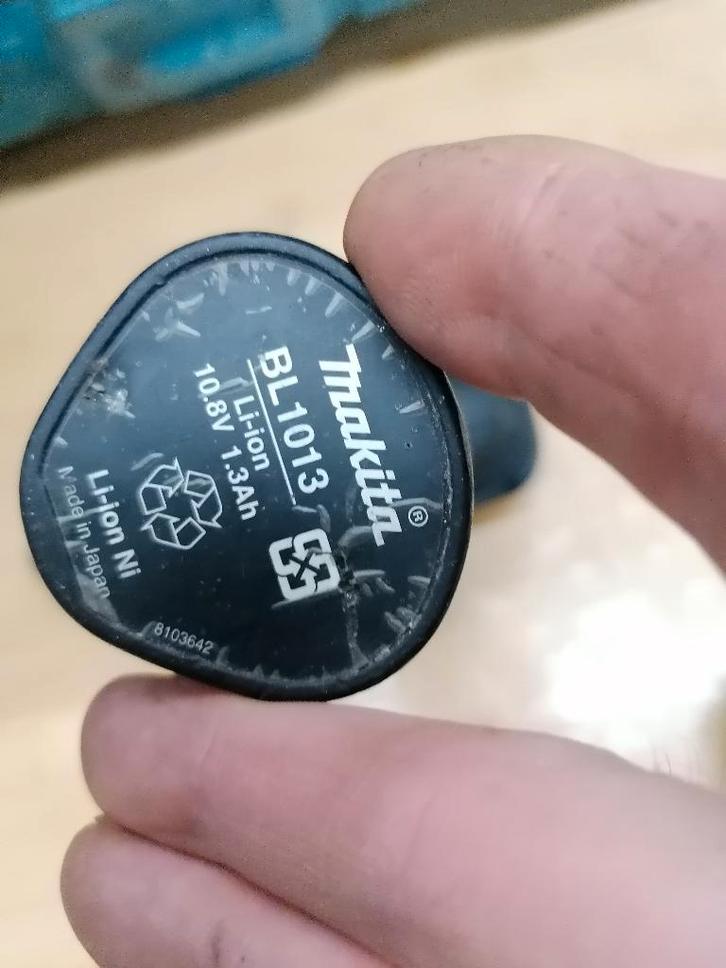 makita®
BL1013
Li-ion
10.8V 1.3Ah
Li-ion Ni
Made in Japan
8103642